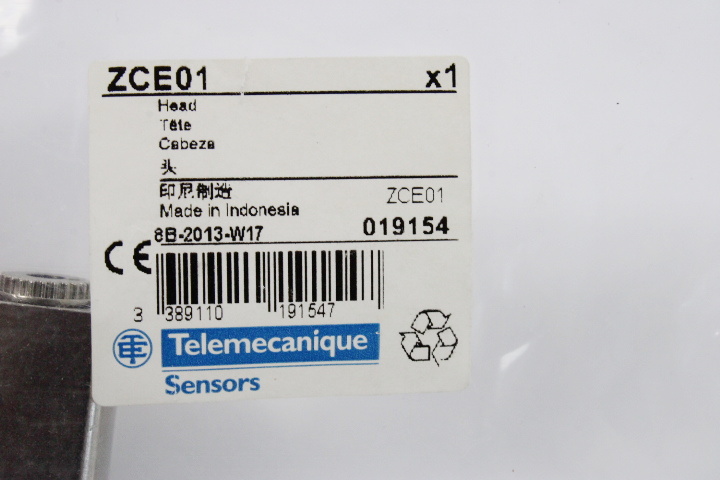 ZCE01 x1
Head
Tête
Cabeza
头
印尼制造 ZCE01
Made in Indonesia 019154
8B-2013-W17
CE
3 389110 191547
TE Telemecanique
Sensors